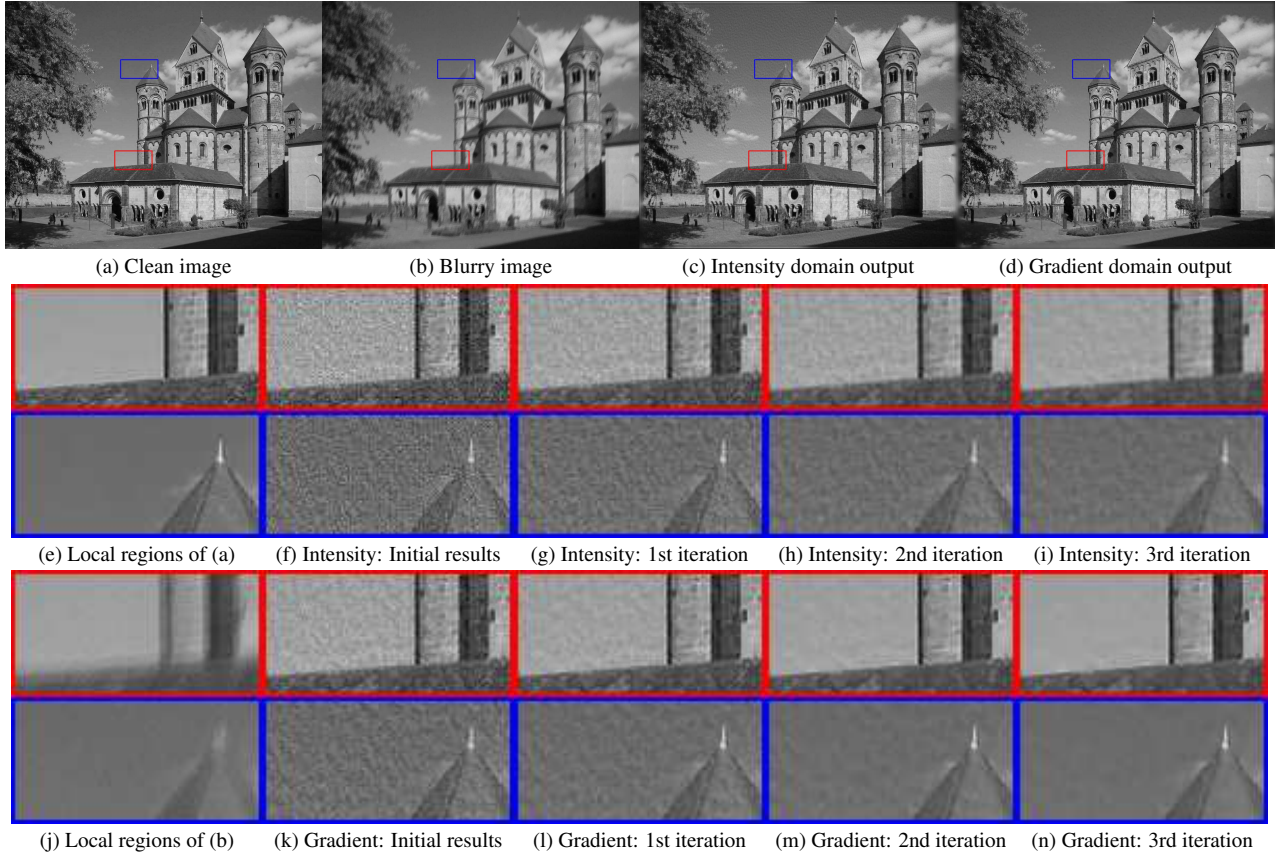 (a) Clean image (b) Blurry image (c) Intensity domain output (d) Gradient domain output
(e) Local regions of (a) (f) Intensity: Initial results (g) Intensity: 1st iteration (h) Intensity: 2nd iteration (i) Intensity: 3rd iteration
(j) Local regions of (b) (k) Gradient: Initial results (l) Gradient: 1st iteration (m) Gradient: 2nd iteration (n) Gradient: 3rd iteration